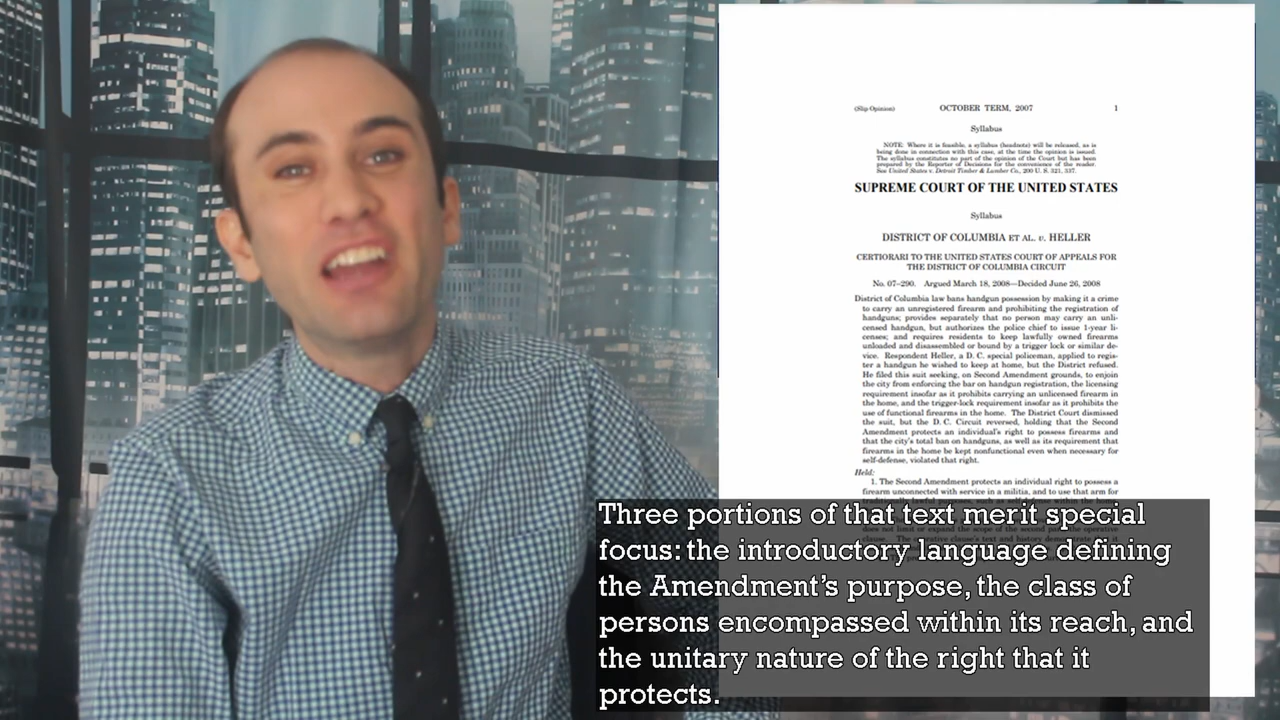 (Slip Opinion)
OCTOBER TERM, 2007
1
Syllabus
NOTE: Where it is feasible, a syllabus (headnote) will be released, as is
being done in connection with this case, at the time the opinion is issued.
The syllabus constitutes no part of the opinion of the Court but has been
prepared by the Reporter of Decisions for the convenience of the reader.
See United States v. Detroit Timber & Lumber Co., 200 U. S. 321, 337.
SUPREME COURT OF THE UNITED STATES
Syllabus
DISTRICT OF COLUMBIA ET AL. v. HELLER
CERTIORARI TO THE UNITED STATES COURT OF APPEALS FOR
THE DISTRICT OF COLUMBIA CIRCUIT
No. 07–290. Argued March 18, 2008—Decided June 26, 2008
District of Columbia law bans handgun possession by making it a crime
to carry an unregistered firearm and prohibiting the registration of
handguns; provides separately that no person may carry an unli-
censed handgun, but authorizes the police chief to issue 1-year li-
censes; and requires residents to keep lawfully owned firearms
unloaded and disassembled or bound by a trigger lock or similar de-
vice. Respondent Heller, a D. C. special policeman, applied to regis-
ter a handgun he wished to keep at home, but the District refused.
He filed this suit seeking, on Second Amendment grounds, to enjoin
the city from enforcing the bar on handgun registration, the licensing
requirement insofar as it prohibits carrying an unlicensed firearm in
the home, and the trigger-lock requirement insofar as it prohibits the
use of functional firearms in the home. The District Court dismissed
the suit, but the D. C. Circuit reversed, holding that the Second
Amendment protects an individual's right to possess firearms and
that the city's total ban on handguns, as well as its requirement that
firearms in the home be kept nonfunctional even when necessary for
self-defense, violated that right.
Held:
1. The Second Amendment protects an individual right to possess a
firearm unconnected with service in a militia, and to use that arm for
Three portions of that text merit special
focus: the introductory language defining
the Amendment’s purpose, the class of
persons encompassed within its reach, and
the unitary nature of the right that it
protects.